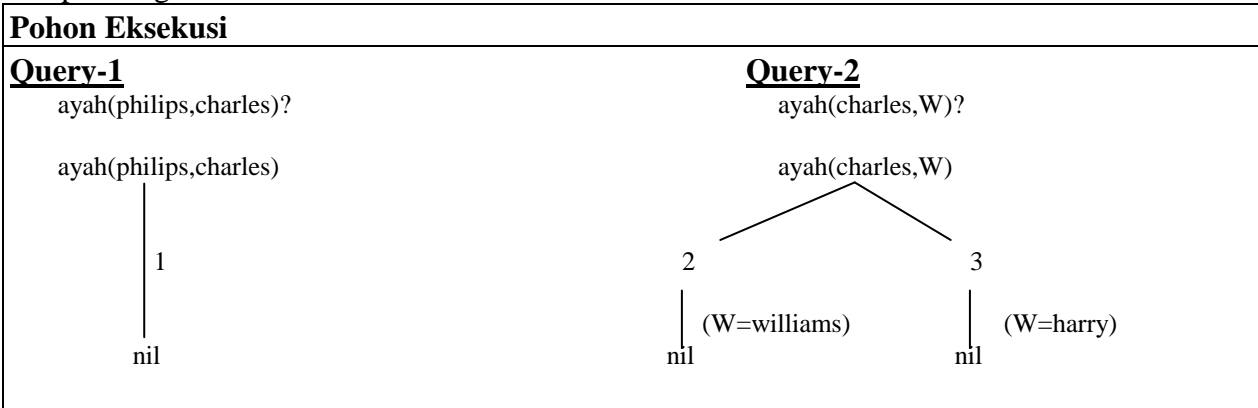 Pohon Eksekusi
Query-1
ayah(philips,charles)?
ayah(philips,charles)
1
nil
Query-2
ayah(charles,W)?
ayah(charles,W)
2 3
(W=williams) (W=harry)
nil nil